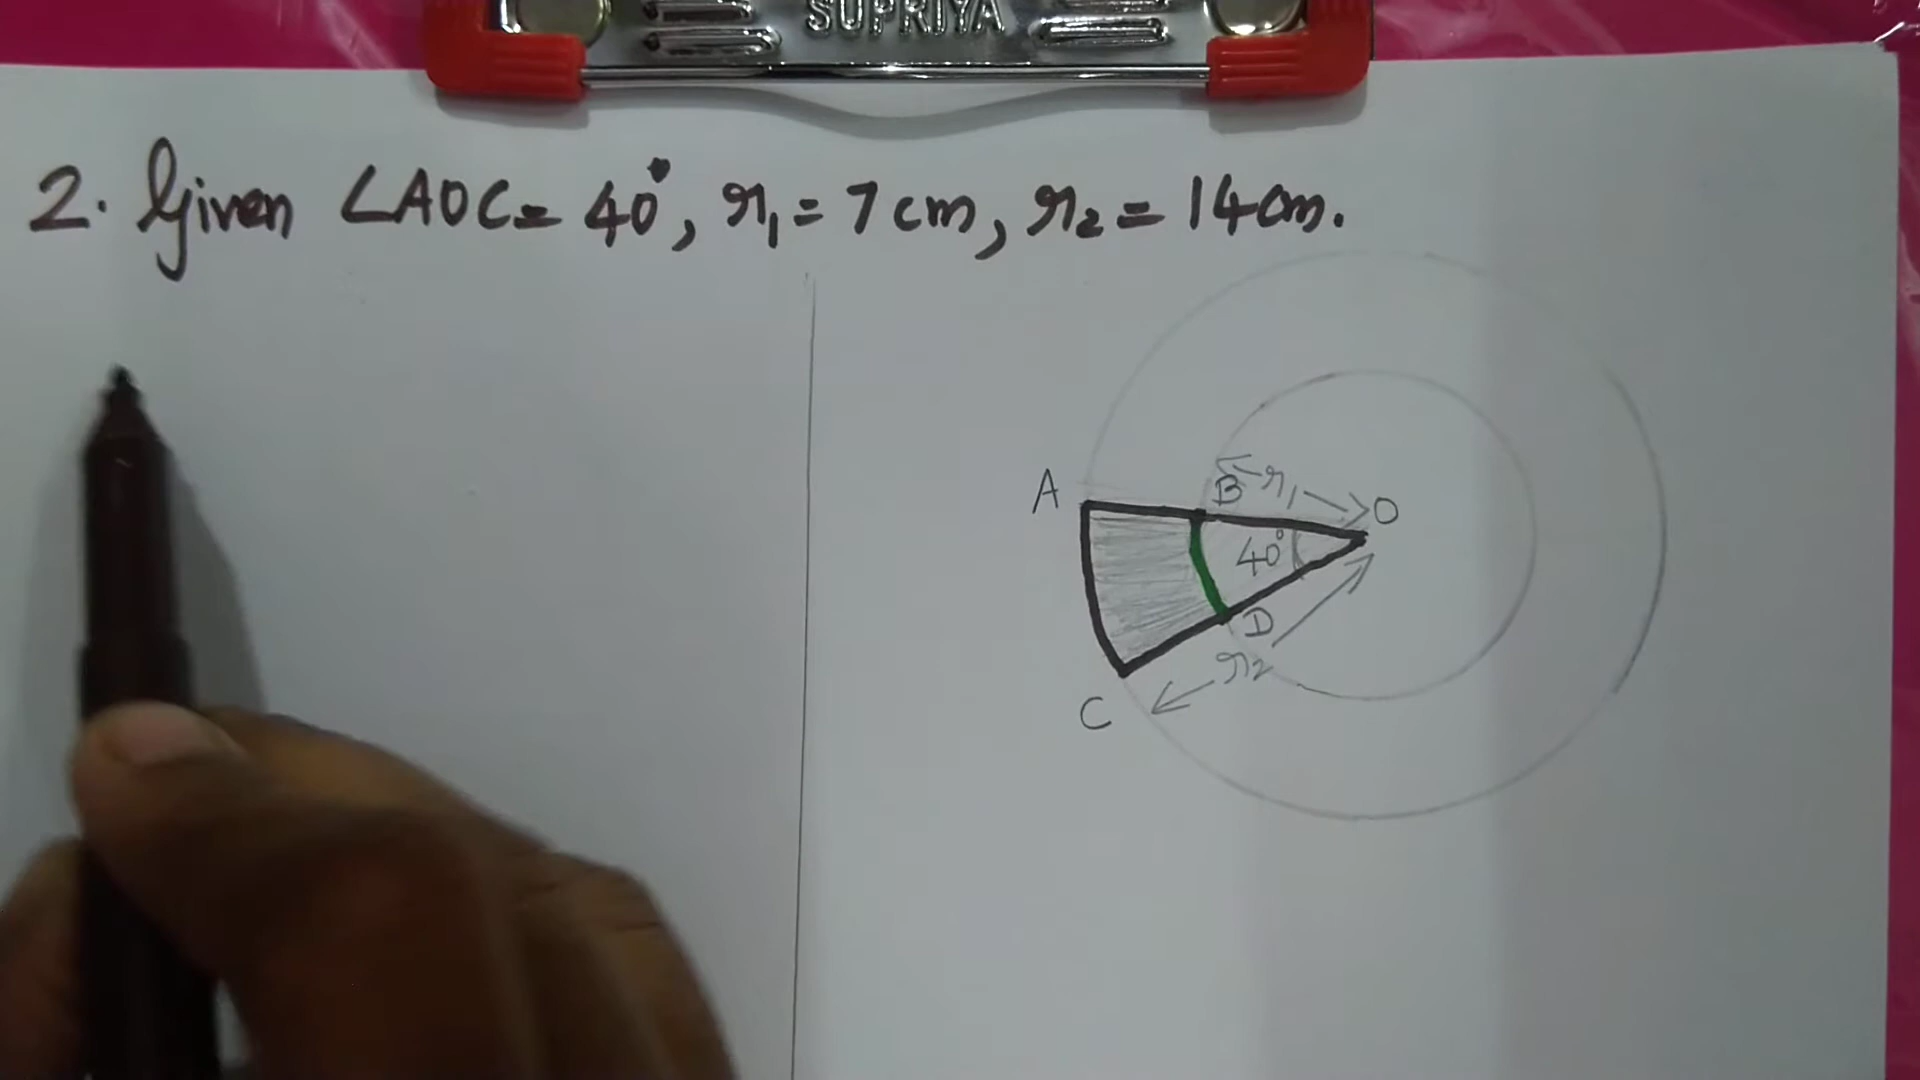 SUPRIYA
2. Given ∠AOC = 40°, r₁ = 7 cm, r₂ = 14 cm.
A
B
r₁
O
40°
D
r₂
C